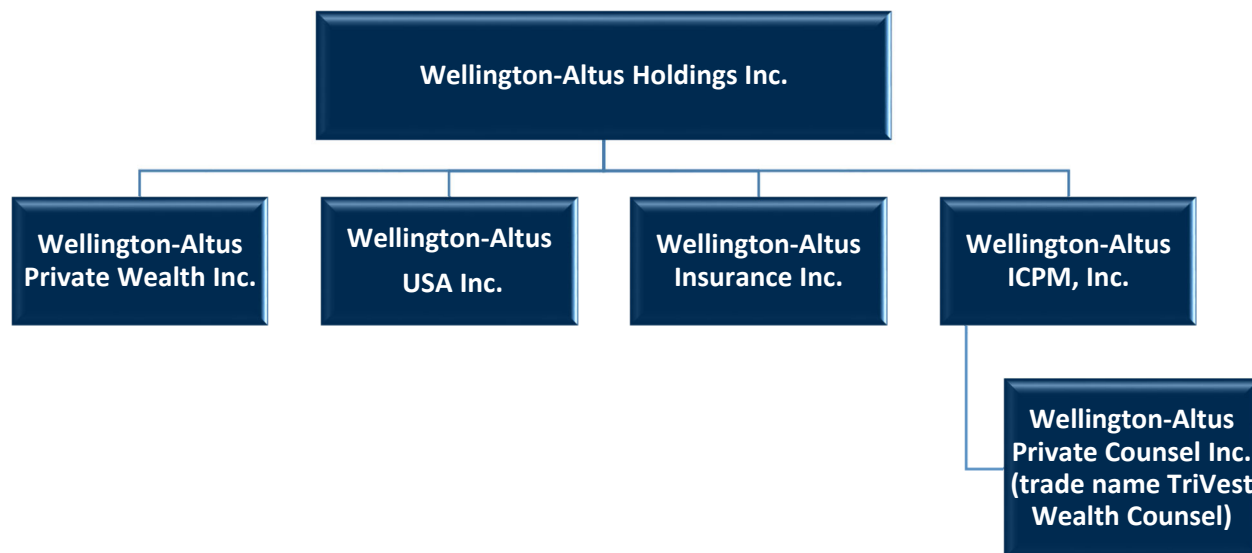 Wellington-Altus Holdings Inc.
Wellington-Altus
Private Wealth Inc.
Wellington-Altus
USA Inc.
Wellington-Altus
Insurance Inc.
Wellington-Altus
ICPM, Inc.
Wellington-Altus
Private Counsel Inc.
(trade name TriVest
Wealth Counsel)